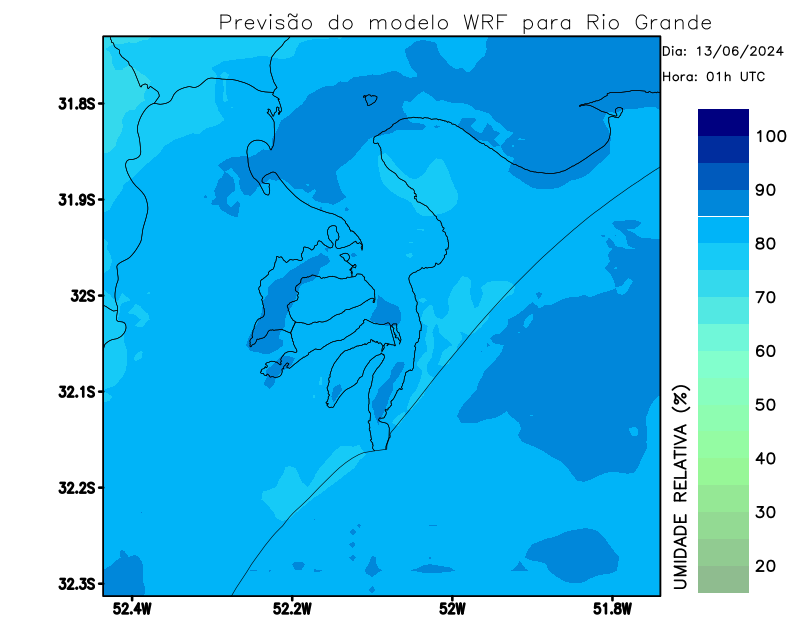 Previsão do modelo WRF para Rio Grande
Dia: 13/06/2024
Hora: 01h UTC
31.8S
31.9S
32S
32.1S
32.2S
32.3S
52.4W
52.2W
52W
51.8W
100
90
80
70
60
50
40
30
20
UMIDADE RELATIVA (%)